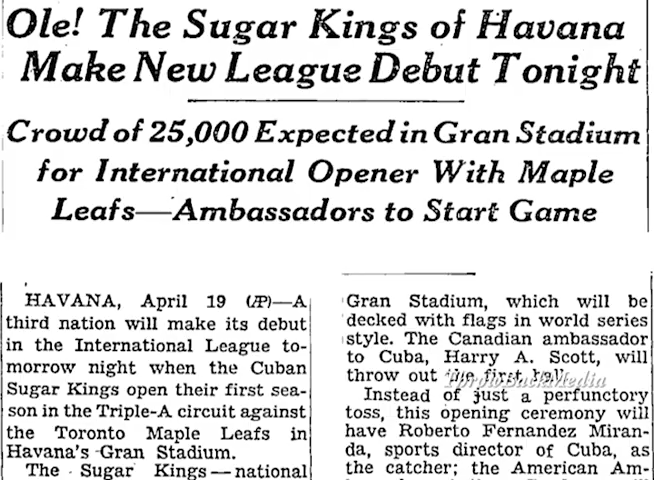 Ole! The Sugar Kings of Havana
Make New League Debut Tonight
Crowd of 25,000 Expected in Gran Stadium
for International Opener With Maple
Leafs—Ambassadors to Start Game
HAVANA, April 19 (AP)—A
third nation will make its debut
in the International League to-
morrow night when the Cuban
Sugar Kings open their first sea-
son in the Triple-A circuit against
the Toronto Maple Leafs in
Havana's Gran Stadium.
The Sugar Kings—national
Gran Stadium, which will be
decked with flags in world series
style. The Canadian ambassador
to Cuba, Harry A. Scott, will
throw out the first ball.
ThrowBackMedia
Instead of just a perfunctory
toss, this opening ceremony will
have Roberto Fernandez Miran-
da, sports director of Cuba, as
the catcher; the American Am-